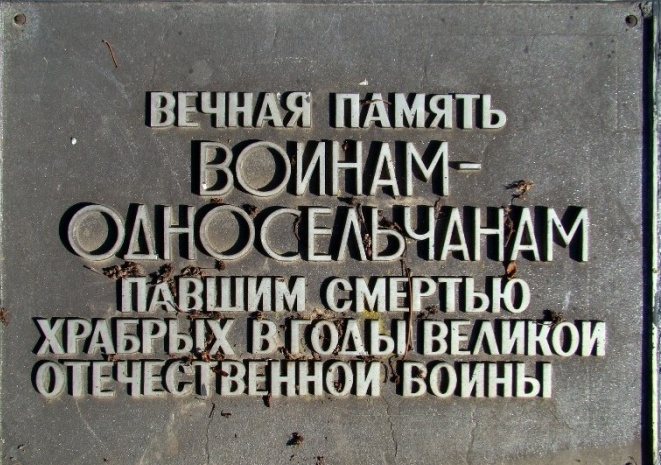 ВЕЧНАЯ ПАМЯТЬ
ВОИНАМ-
ОДНОСЕЛЬЧАНАМ
ПАВШИМ СМЕРТЬЮ
ХРАБРЫХ В ГОДЫ ВЕЛИКОЙ
ОТЕЧЕСТВЕННОЙ ВОЙНЫ